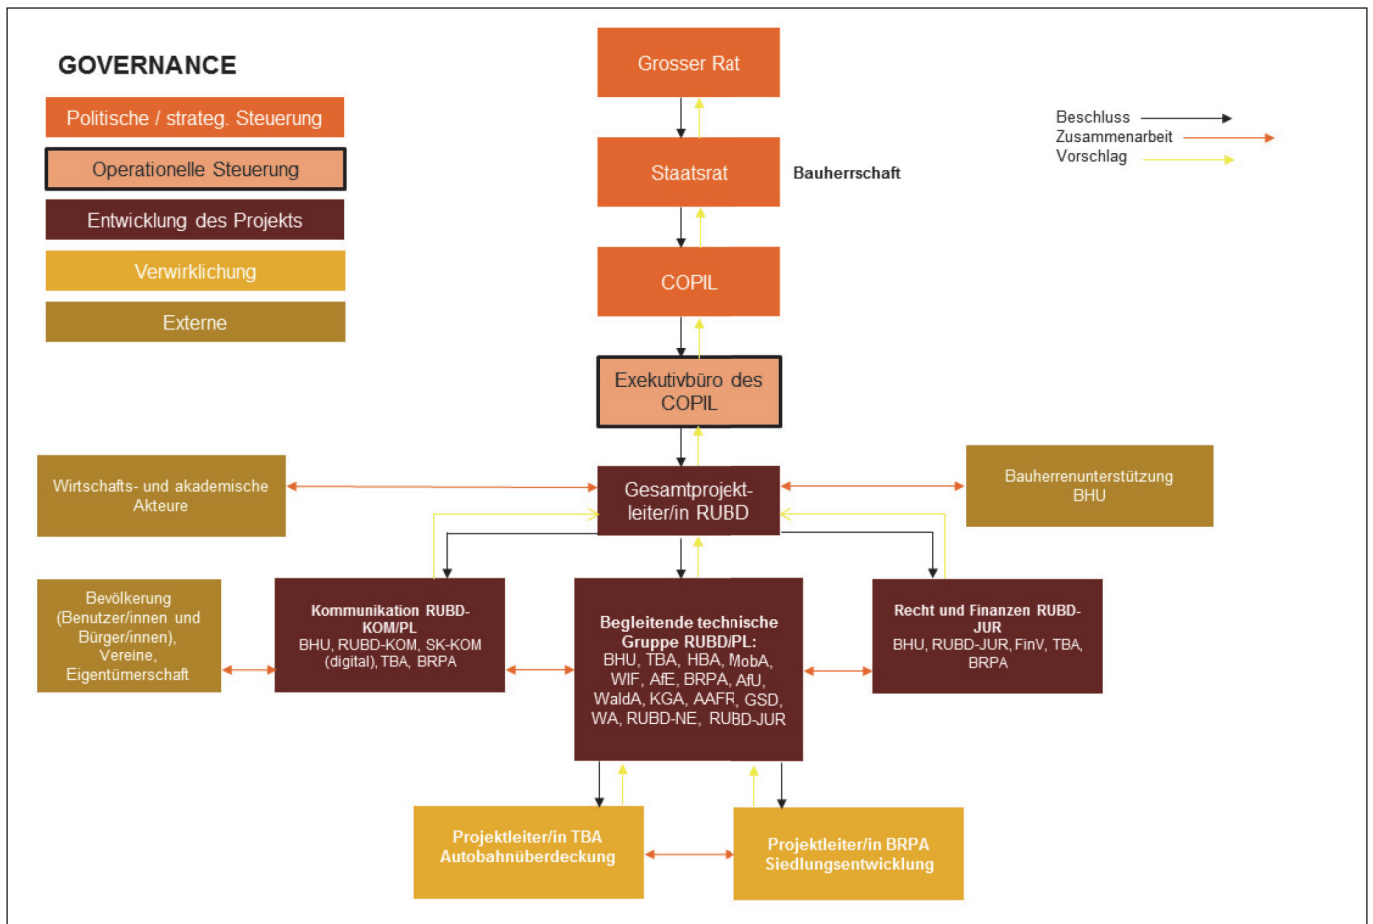 GOVERNANCE
Politische / strateg. Steuerung
Operationelle Steuerung
Entwicklung des Projekts
Verwirklichung
Externe
Grosser Rat
Staatsrat
Bauherrschaft
COPIL
Exekutivbüro des
COPIL
Beschluss
Zusammenarbeit
Vorschlag
Wirtschafts- und akademische
Akteure
Gesamtprojekt-
leiter/in RUBD
Bauherrenunterstützung
BHU
Bevölkerung
(Benutzer/innen und
Bürger/innen),
Vereine,
Eigentümerschaft
Kommunikation RUBD-
KOM/PL
BHU, RUBD-KOM, SK-KOM
(digital), TBA, BRPA
Begleitende technische
Gruppe RUBD/PL:
BHU, TBA, HBA, MobA,
WIF, AfE, BRPA, AfU,
WaldA, KGA, AAFR, GSD,
WA, RUBD-NE, RUBD-JUR
Recht und Finanzen RUBD-
JUR
BHU, RUBD-JUR, FinV, TBA,
BRPA
Projektleiter/in TBA
Autobahnüberdeckung
Projektleiter/in BRPA
Siedlungsentwicklung